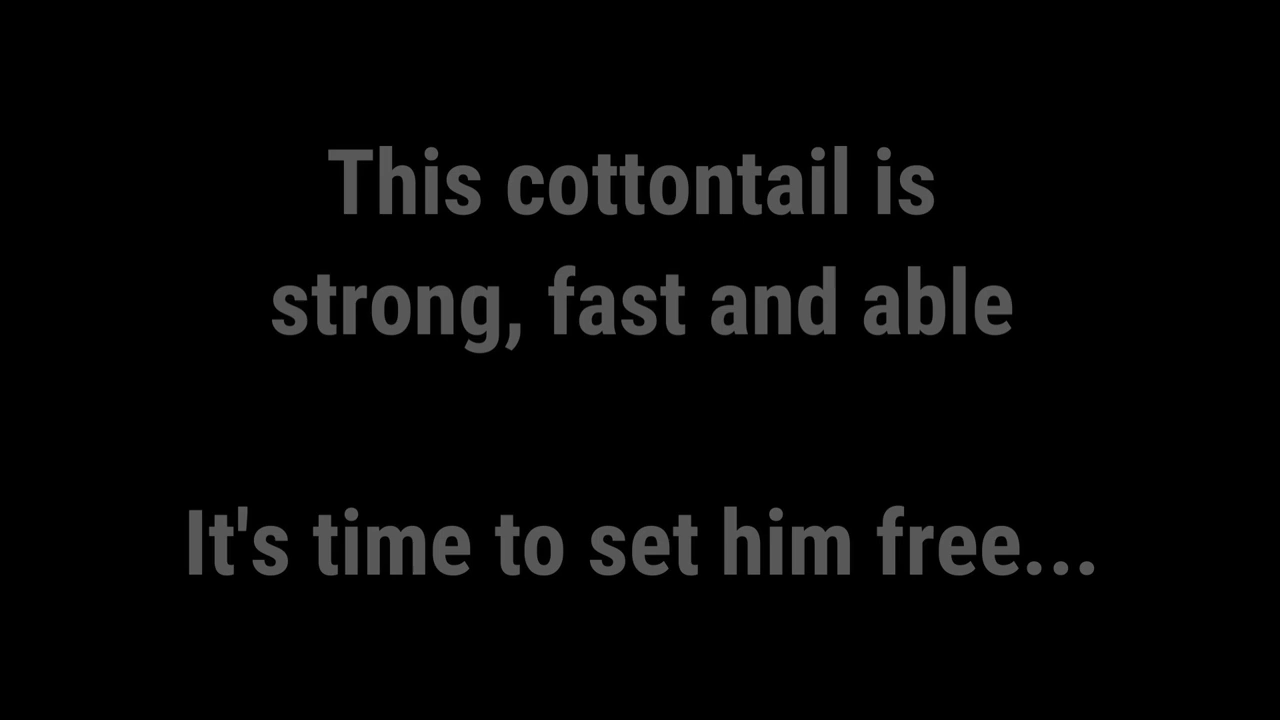 This cottontail is
strong, fast and able
It's time to set him free...